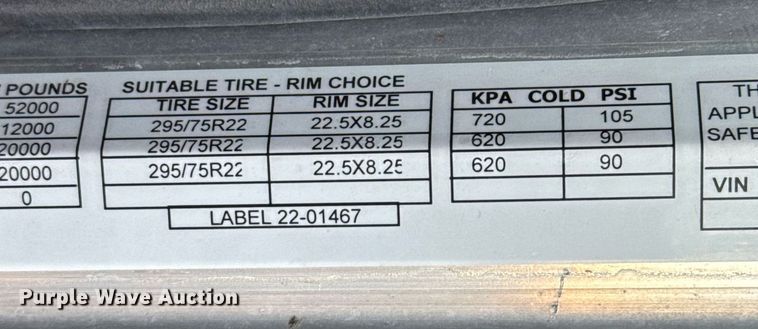 POUNDS SUITABLE TIRE - RIM CHOICE
TIRE SIZE RIM SIZE KPA COLD PSI TH
52000 295/75R22 22.5X8.25 720 105 APPL
12000 295/75R22 22.5X8.25 620 90 SAFE
20000 295/75R22 22.5X8.25 620 90
20000
0 VIN
LABEL 22-01467
Purple Wave Auction